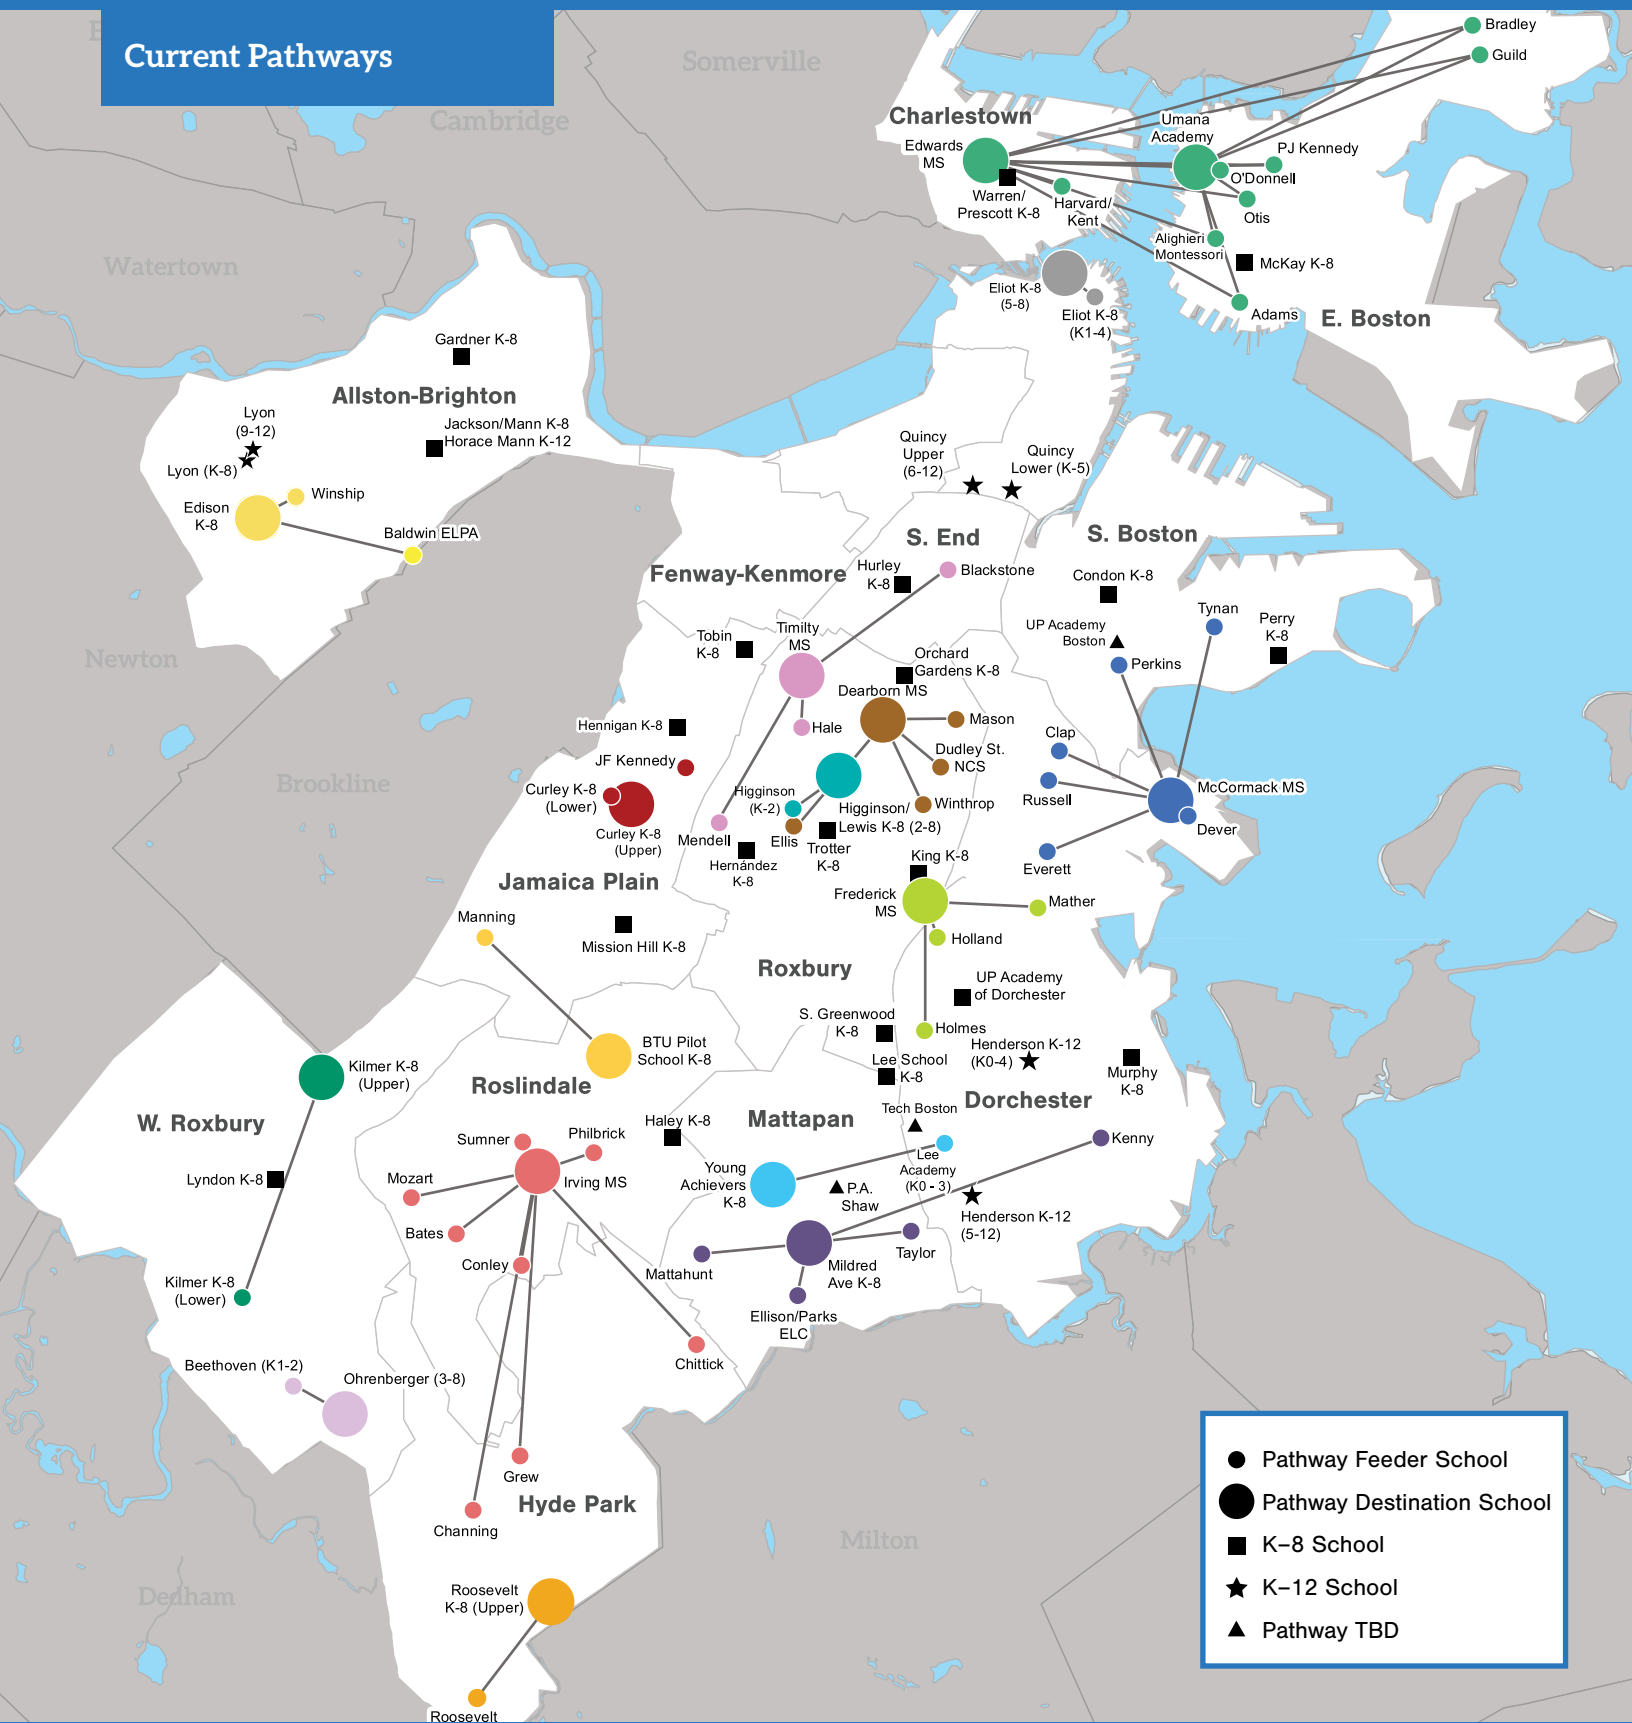 Current Pathways
Somerville
Cambridge
Watertown
Newton
Brookline
Dedham
Milton
Bradley
Guild
Charlestown
Edwards
MS
Umana
Academy
PJ Kennedy
O'Donnell
Warren/
Prescott K-8
Harvard/
Kent
Otis
Alighieri
Montessori
McKay K-8
Eliot K-8
(5-8)
Eliot K-8
(K1-4)
Adams
E. Boston
Gardner K-8
Allston-Brighton
Lyon
(9-12)
Jackson/Mann K-8
Horace Mann K-12
Lyon (K-8)
Winship
Edison
K-8
Baldwin ELPA
Quincy
Upper
(6-12)
Quincy
Lower (K-5)
S. End
S. Boston
Fenway-Kenmore
Hurley
K-8
Blackstone
Condon K-8
Tynan
Perry
K-8
UP Academy
Boston
Perkins
Tobin
K-8
Timilty
MS
Orchard
Gardens K-8
Dearborn MS
Mason
Hennigan K-8
Hale
Dudley St.
NCS
Clap
JF Kennedy
Curley K-8
(Lower)
Curley K-8
(Upper)
Higginson
(K-2)
Higginson/
Lewis K-8 (2-8)
Winthrop
Russell
McCormack MS
Dever
Mendell
Ellis
Trotter
K-8
Hernández
K-8
King K-8
Everett
Jamaica Plain
Frederick
MS
Mather
Manning
Mission Hill K-8
Holland
Roxbury
UP Academy
of Dorchester
S. Greenwood
K-8
Holmes
Henderson K-12
(K0-4)
BTU Pilot
School K-8
Lee School
K-8
Murphy
K-8
Kilmer K-8
(Upper)
Roslindale
Dorchester
W. Roxbury
Mattapan
Tech Boston
Haley K-8
Sumner
Philbrick
Kenny
Lee
Academy
(K0 - 3)
Lyndon K-8
Mozart
Irving MS
Young
Achievers
K-8
P.A.
Shaw
Henderson K-12
(5-12)
Bates
Taylor
Conley
Mattahunt
Mildred
Ave K-8
Kilmer K-8
(Lower)
Ellison/Parks
ELC
Chittick
Beethoven (K1-2)
Ohrenberger (3-8)
Grew
Hyde Park
Channing
Roosevelt
K-8 (Upper)
Roosevelt
Pathway Feeder School
Pathway Destination School
K–8 School
K–12 School
Pathway TBD